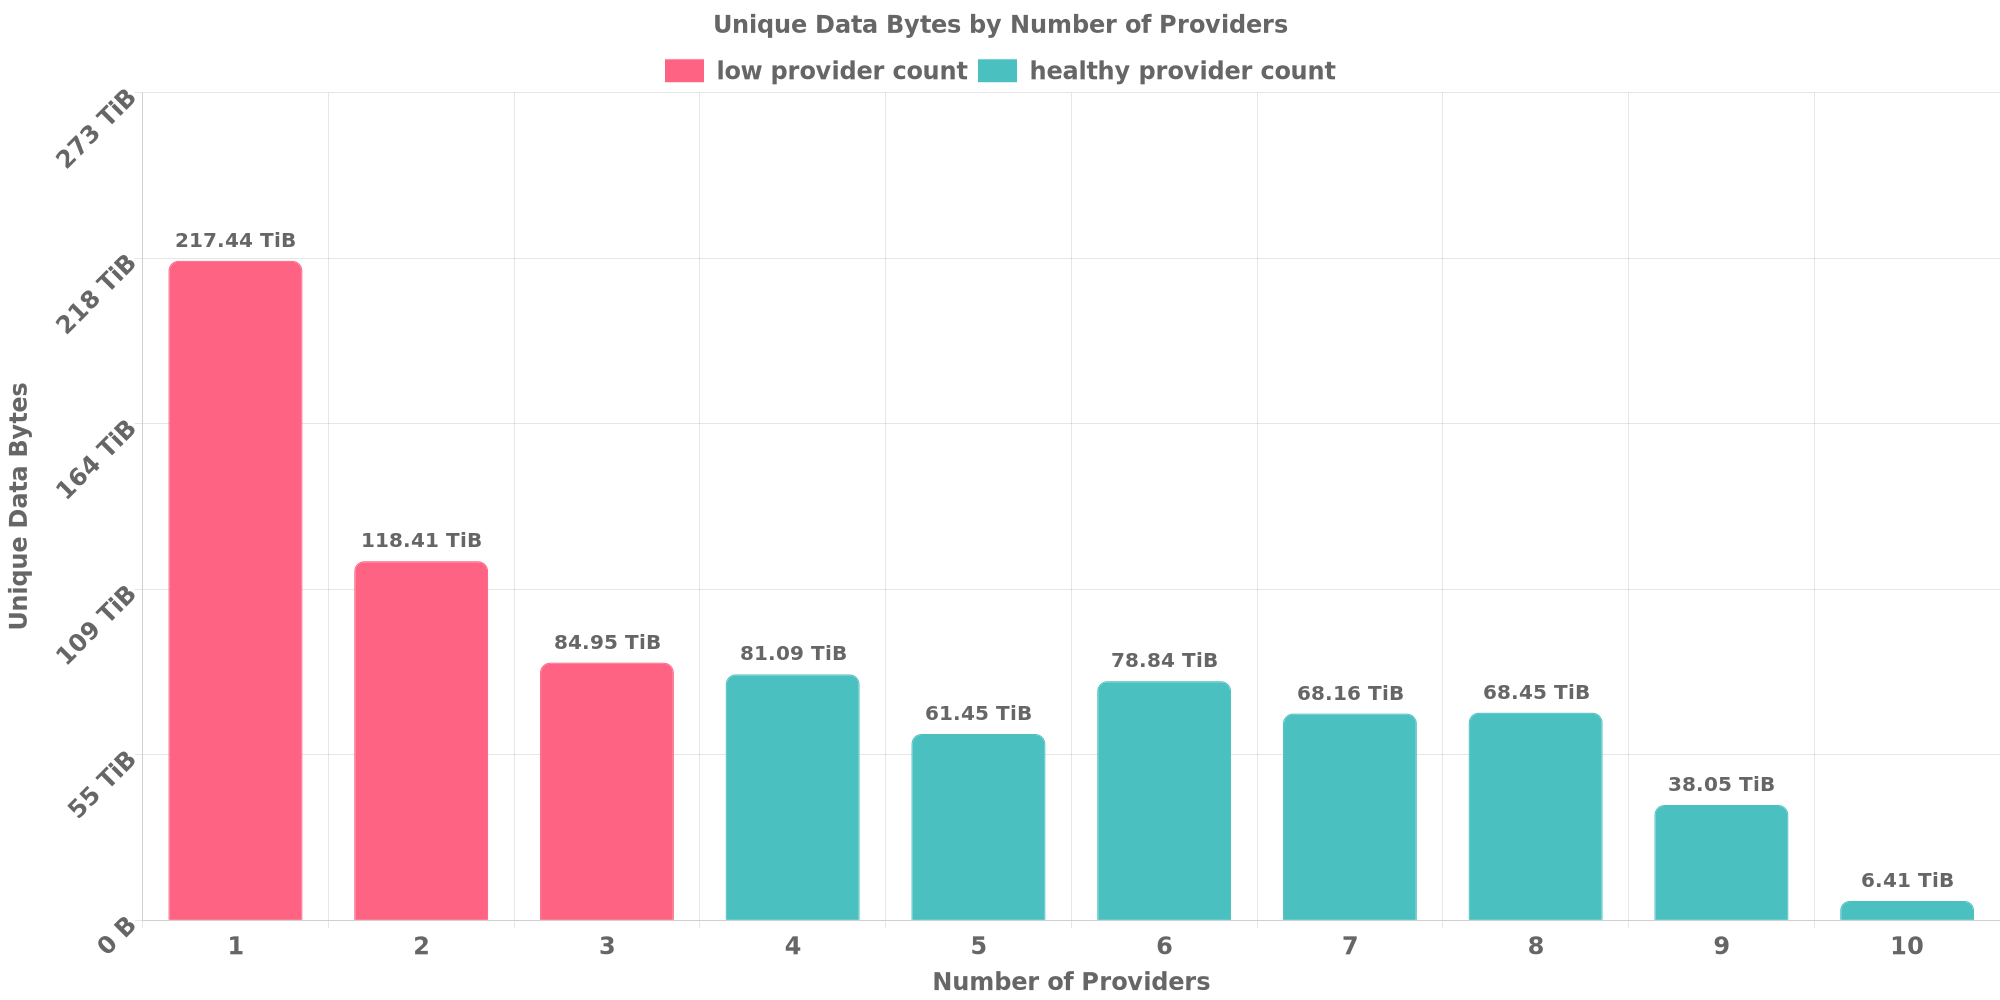 Unique Data Bytes by Number of Providers
low provider count
healthy provider count
273 TiB
218 TiB
164 TiB
109 TiB
55 TiB
0 B
Unique Data Bytes
217.44 TiB
118.41 TiB
84.95 TiB
81.09 TiB
61.45 TiB
78.84 TiB
68.16 TiB
68.45 TiB
38.05 TiB
6.41 TiB
1 2 3 4 5 6 7 8 9 10
Number of Providers